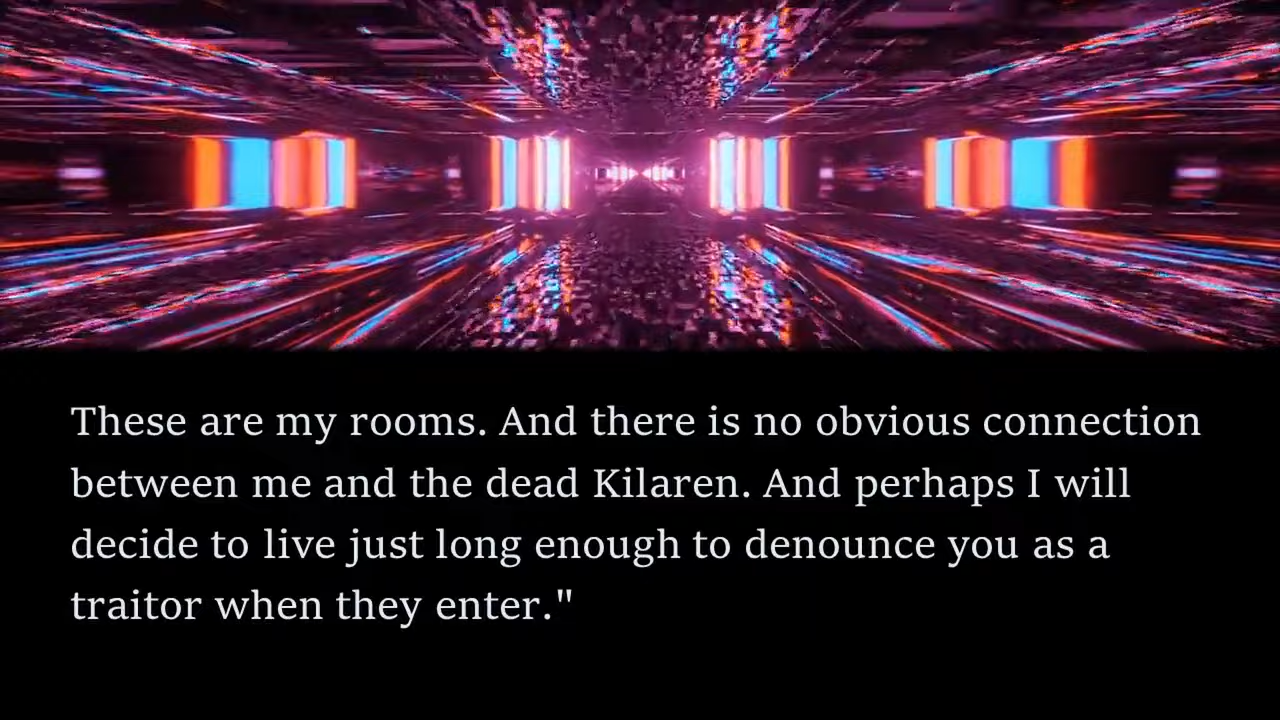 These are my rooms. And there is no obvious connection
between me and the dead Kilaren. And perhaps I will
decide to live just long enough to denounce you as a
traitor when they enter."